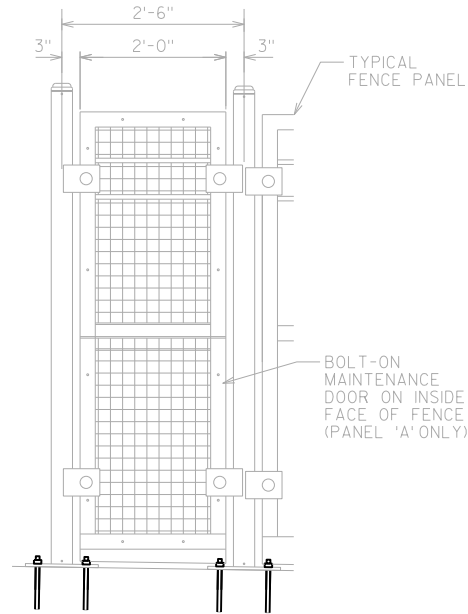 2'-6"
3" 2'-0" 3"
TYPICAL
FENCE PANEL
BOLT-ON
MAINTENANCE
DOOR ON INSIDE
FACE OF FENCE
(PANEL 'A' ONLY)